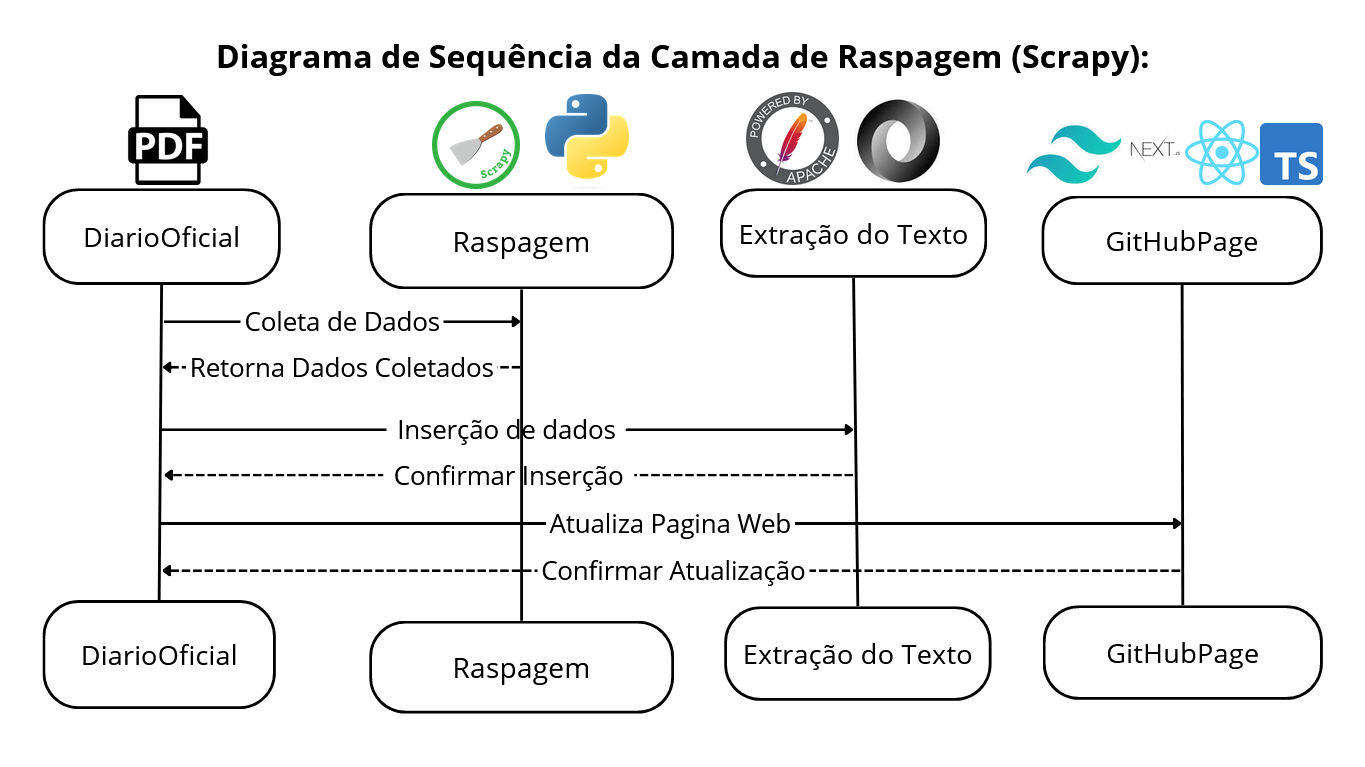 Diagrama de Sequência da Camada de Raspagem (Scrapy):
PDF
Scrapy
POWERED BY
APACHE
NEXT.JS
TS
DiarioOficial
Raspagem
Extração do Texto
GitHubPage
Coleta de Dados
Retorna Dados Coletados
Inserção de dados
Confirmar Inserção
Atualiza Pagina Web
Confirmar Atualização
DiarioOficial
Raspagem
Extração do Texto
GitHubPage